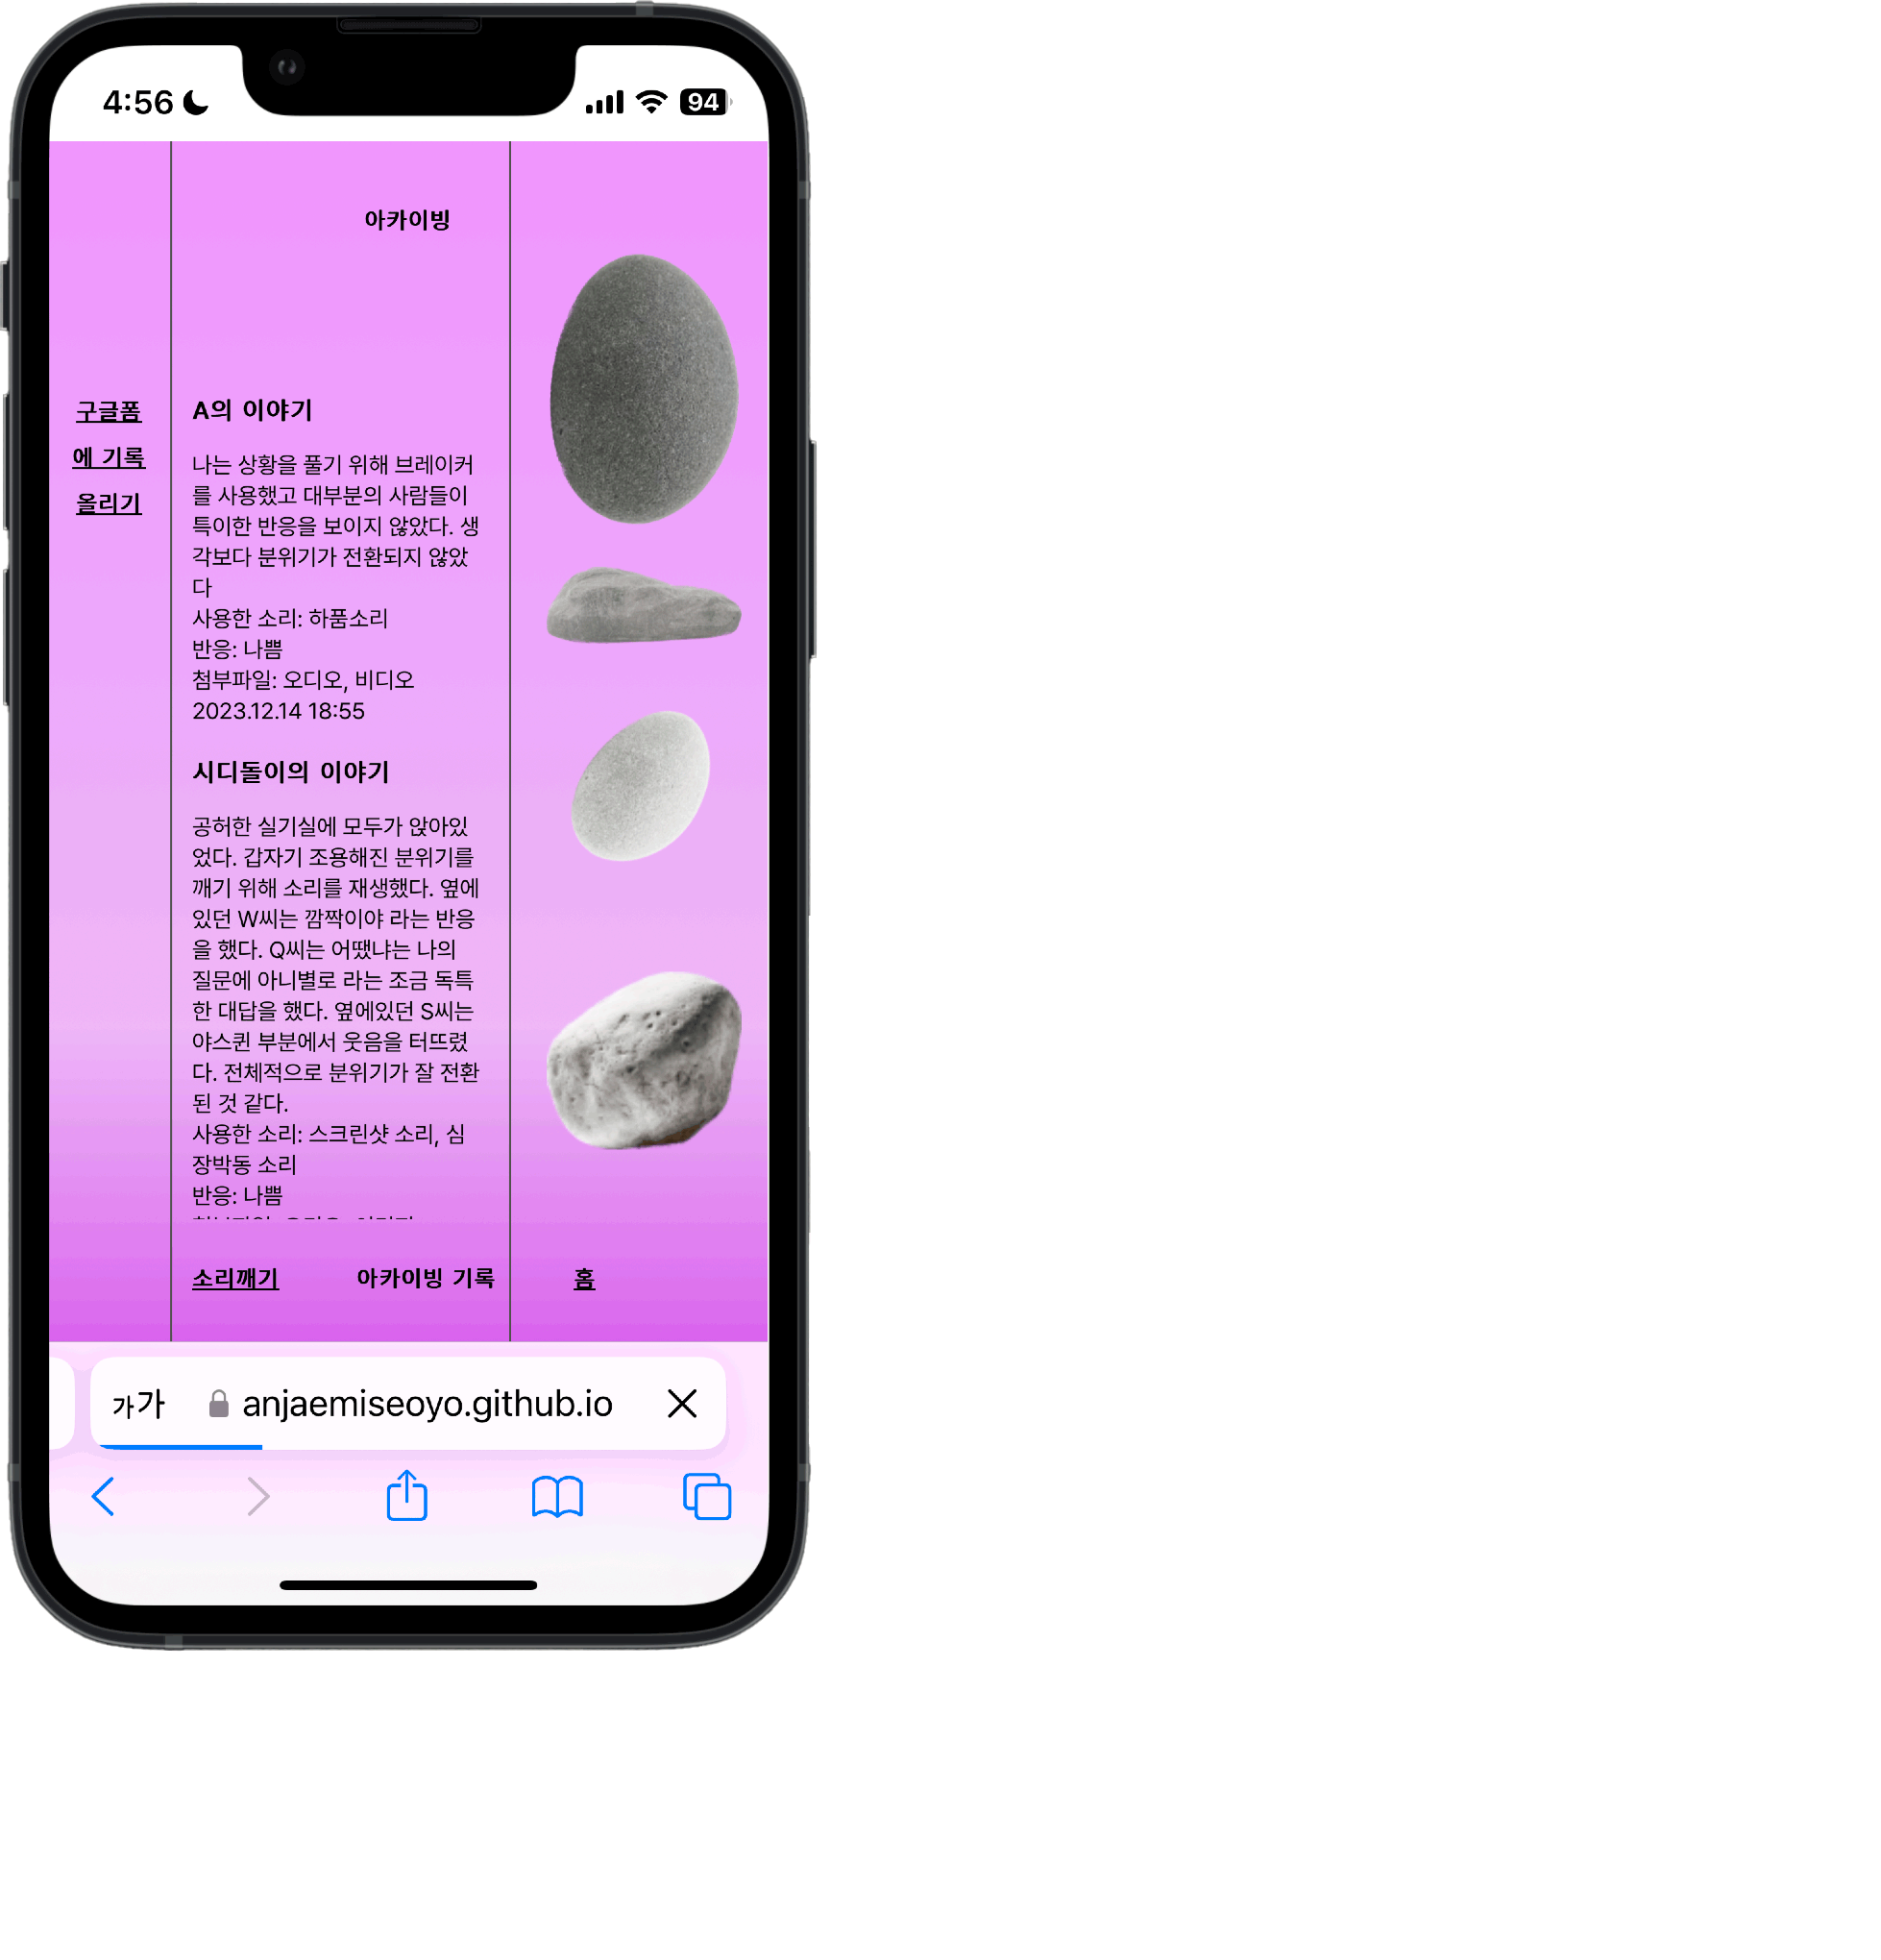 4:56
94
아카이빙
구글폼
에 기록
올리기
A의 이야기
나는 상황을 풀기 위해 브레이커
를 사용했고 대부분의 사람들이
특이한 반응을 보이지 않았다. 생
각보다 분위기가 전환되지 않았
다
사용한 소리: 하품소리
반응: 나쁨
첨부파일: 오디오, 비디오
2023.12.14 18:55
시디돌이의 이야기
공허한 실기실에 모두가 앉아있
었다. 갑자기 조용해진 분위기를
깨기 위해 소리를 재생했다. 옆에
있던 W씨는 깜짝이야 라는 반응
을 했다. Q씨는 어땠냐는 나의
질문에 아니별로 라는 조금 독특
한 대답을 했다. 옆에있던 S씨는
야스퀸 부분에서 웃음을 터뜨렸
다. 전체적으로 분위기가 잘 전환
된 것 같다.
사용한 소리: 스크린샷 소리, 심
장박동 소리
반응: 나쁨
소리깨기
아카이빙 기록
홈
가가
anjaemiseoyo.github.io